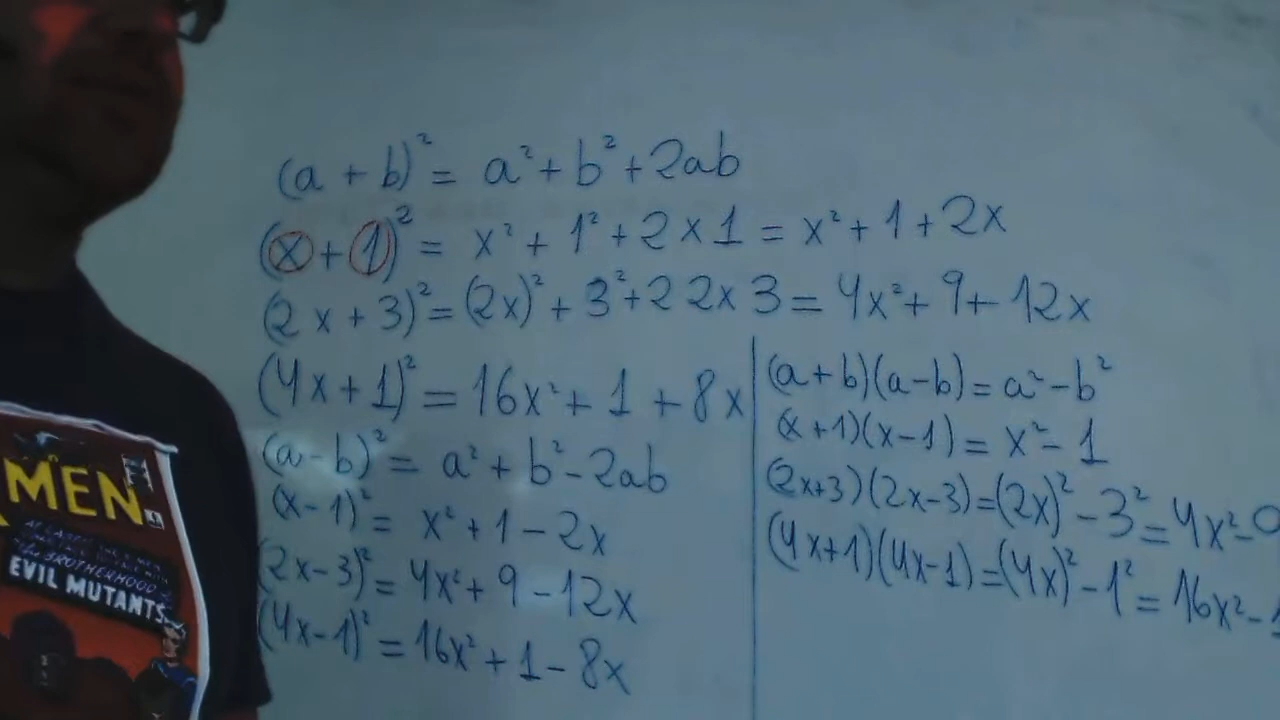 (a + b)² = a² + b² + 2ab
(x + 1)² = x² + 1² + 2 x 1 = x² + 1 + 2x
(2x + 3)² = (2x)² + 3² + 2 2x 3 = 4x² + 9 + 12x
(4x + 1)² = 16x² + 1 + 8x
(a - b)² = a² + b² - 2ab
(x - 1)² = x² + 1 - 2x
(2x - 3)² = 4x² + 9 - 12x
(4x - 1)² = 16x² + 1 - 8x
(a + b)(a - b) = a² - b²
(x + 1)(x - 1) = x² - 1
(2x + 3)(2x - 3) = (2x)² - 3² = 4x² - 9
(4x + 1)(4x - 1) = (4x)² - 1² = 16x² - 1
MEN
BROTHERHOOD
EVIL MUTANTS